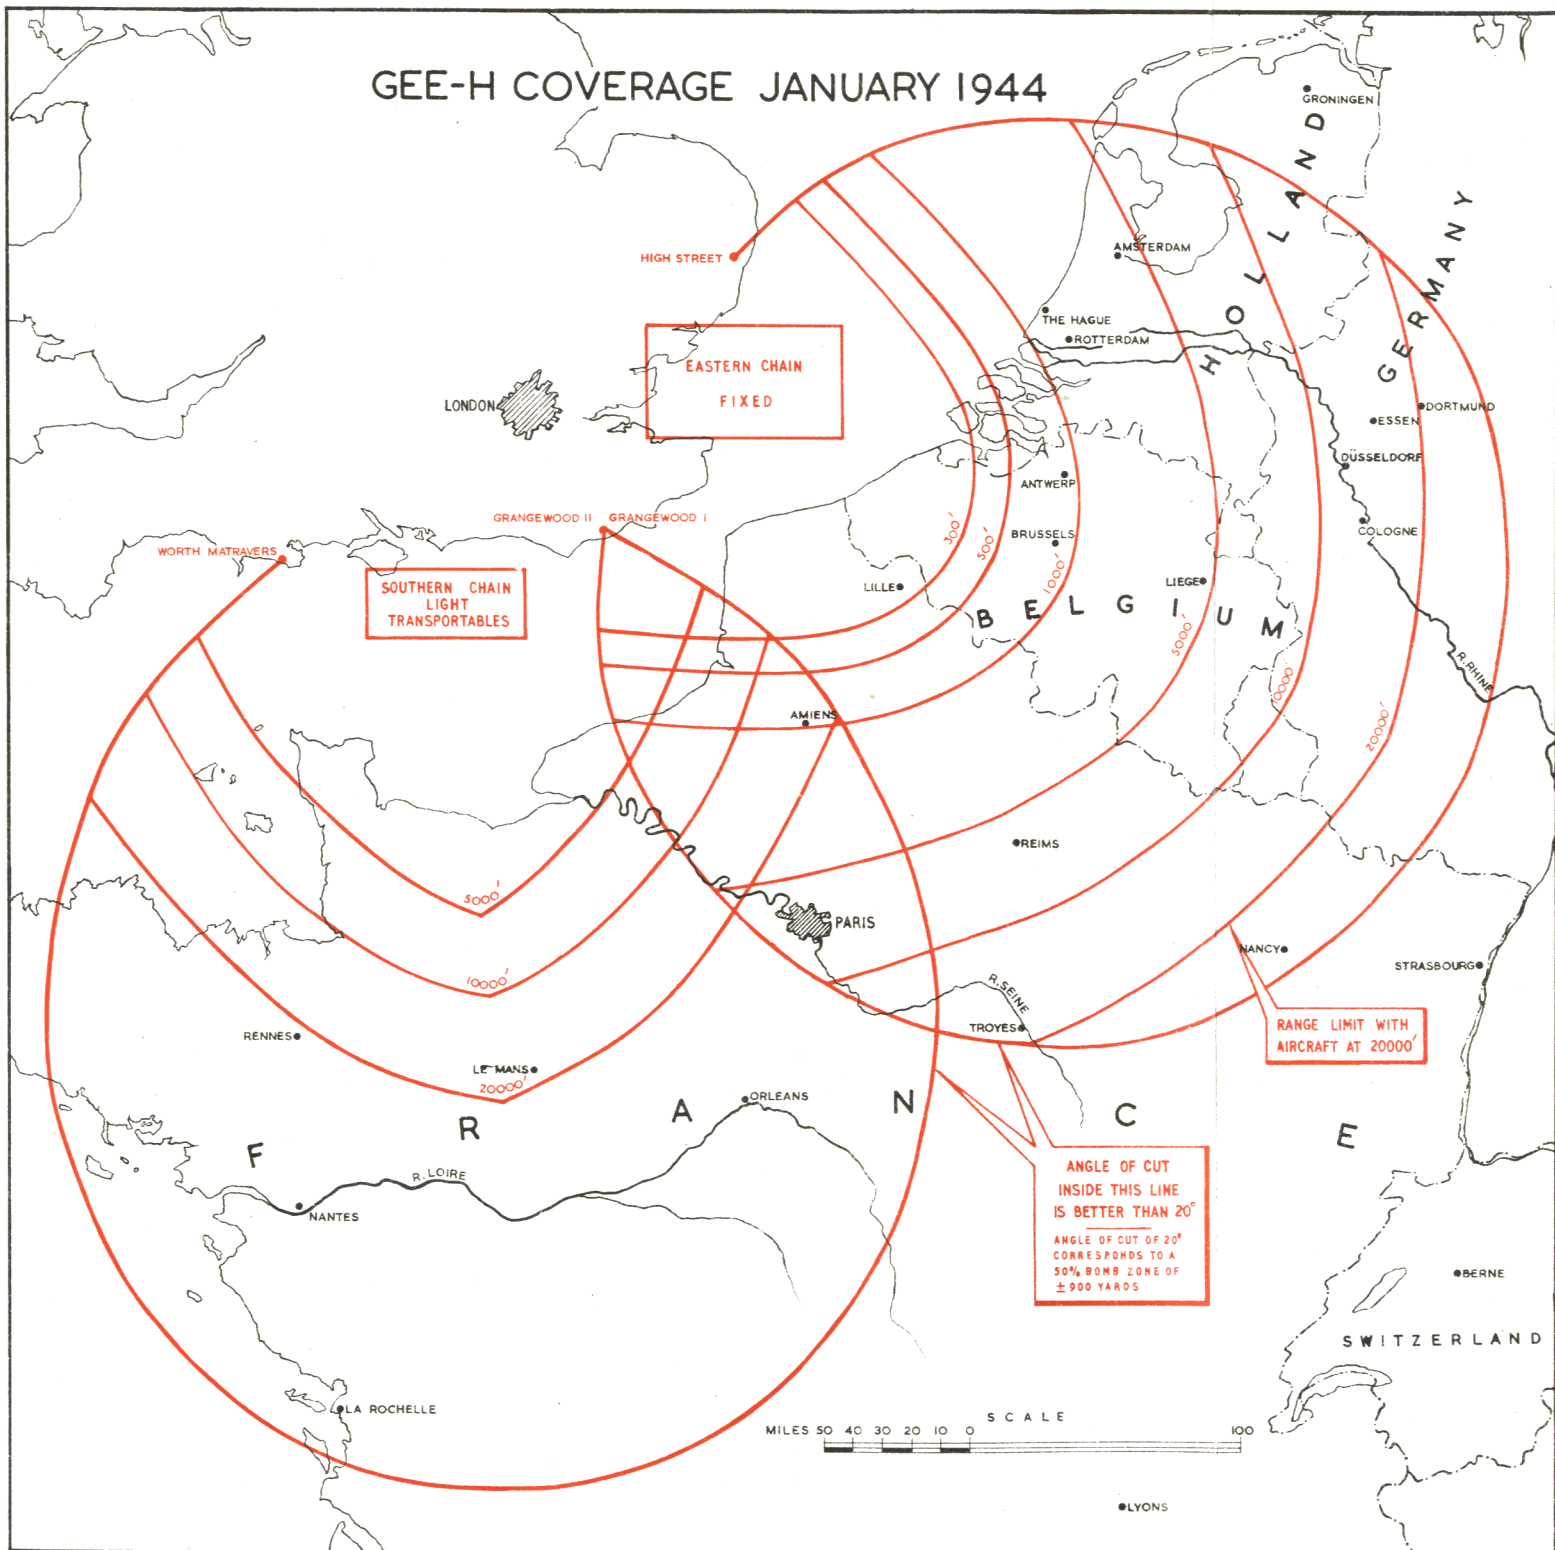 GEE-H COVERAGE JANUARY 1944
GRONINGEN
HOLLAND
GERMANY
HIGH STREET
AMSTERDAM
THE HAGUE
ROTTERDAM
EASTERN CHAIN
FIXED
LONDON
DORTMUND
ESSEN
DÜSSELDORF
ANTWERP
GRANGEWOOD II
GRANGEWOOD I
COLOGNE
BRUSSELS
WORTH MATRAVERS
300'
500'
1000'
5000'
10000'
20000'
LILLE
LIEGE
SOUTHERN CHAIN
LIGHT
TRANSPORTABLES
BELGIUM
R. RHINE
AMIENS
REIMS
5000'
10000'
20000'
PARIS
NANCY
STRASBOURG
R. SEINE
TROYES
RANGE LIMIT WITH
AIRCRAFT AT 20000'
RENNES
LE MANS
ORLEANS
FRANCE
R. LOIRE
NANTES
ANGLE OF CUT
INSIDE THIS LINE
IS BETTER THAN 20°
ANGLE OF CUT OF 20°
CORRESPONDS TO A
50% BOMB ZONE OF
±900 YARDS
BERNE
SWITZERLAND
LA ROCHELLE
SCALE
MILES 50 40 30 20 10 0 100
LYONS